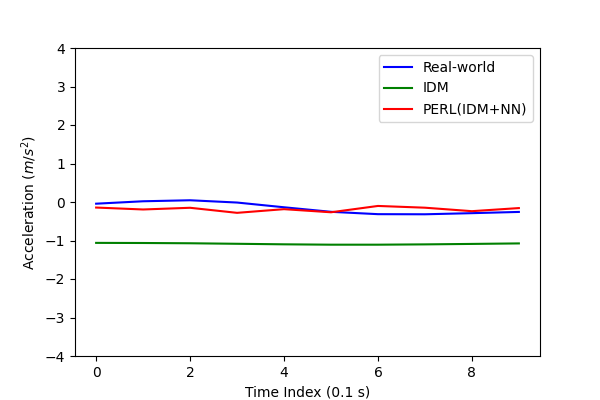 4
3
2
1
0
−1
−2
−3
−4
Acceleration (m/s²)
Real-world
IDM
PERL(IDM+NN)
0 2 4 6 8
Time Index (0.1 s)